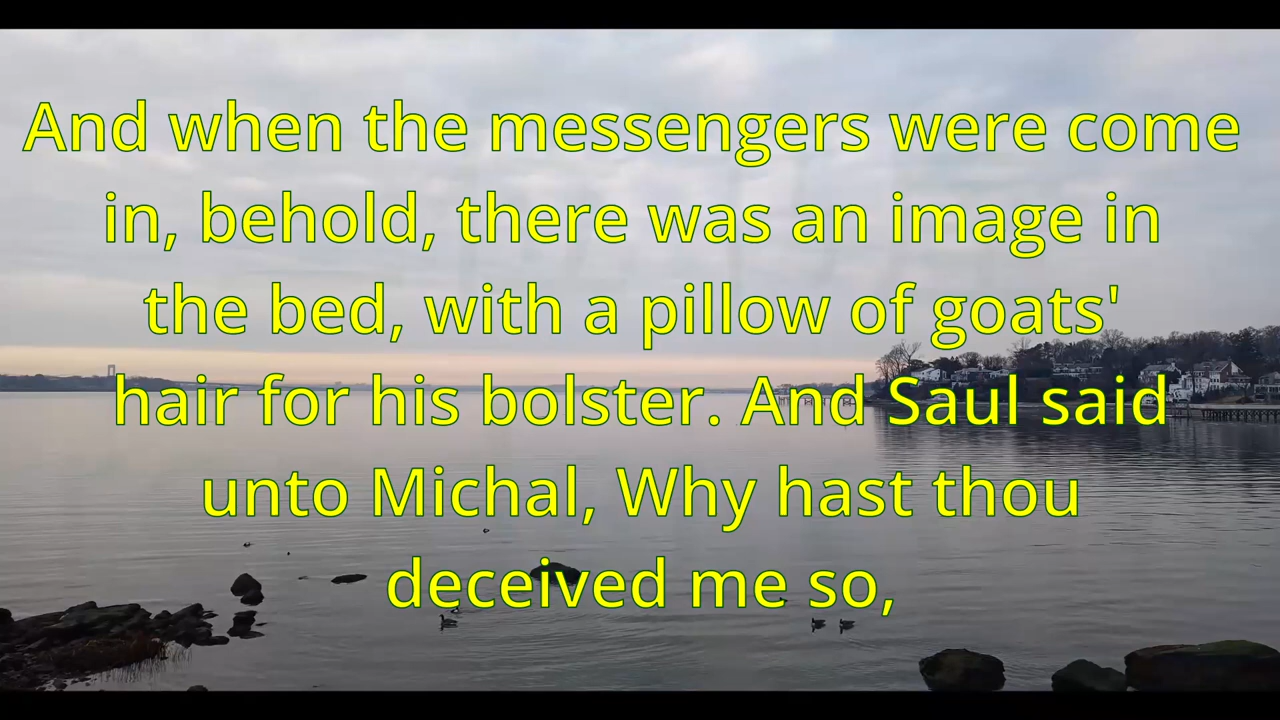 And when the messengers were come
in, behold, there was an image in
the bed, with a pillow of goats'
hair for his bolster. And Saul said
unto Michal, Why hast thou
deceived me so,